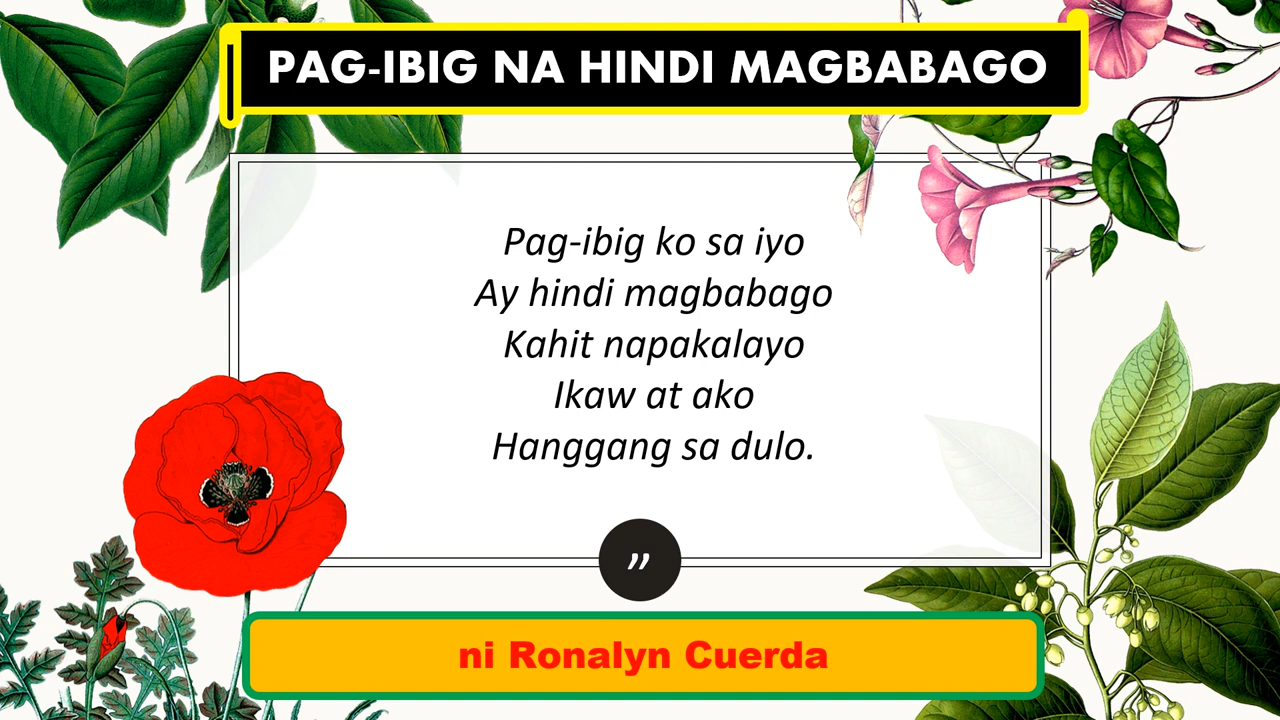 PAG-IBIG NA HINDI MAGBABAGO
Pag-ibig ko sa iyo
Ay hindi magbabago
Kahit napakalayo
Ikaw at ako
Hanggang sa dulo.
”
ni Ronalyn Cuerda